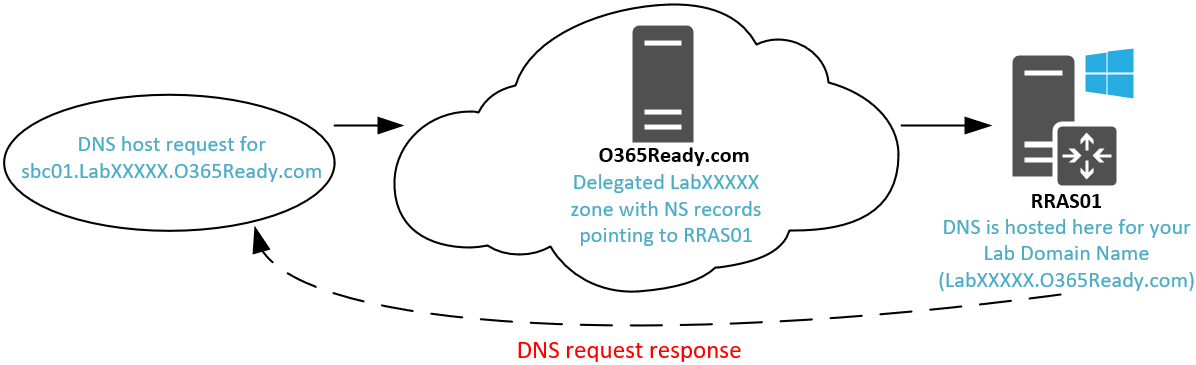 DNS host request for
sbc01.LabXXXXX.O365Ready.com
O365Ready.com
Delegated LabXXXXX
zone with NS records
pointing to RRAS01
RRAS01
DNS is hosted here for your
Lab Domain Name
(LabXXXXX.O365Ready.com)
DNS request response